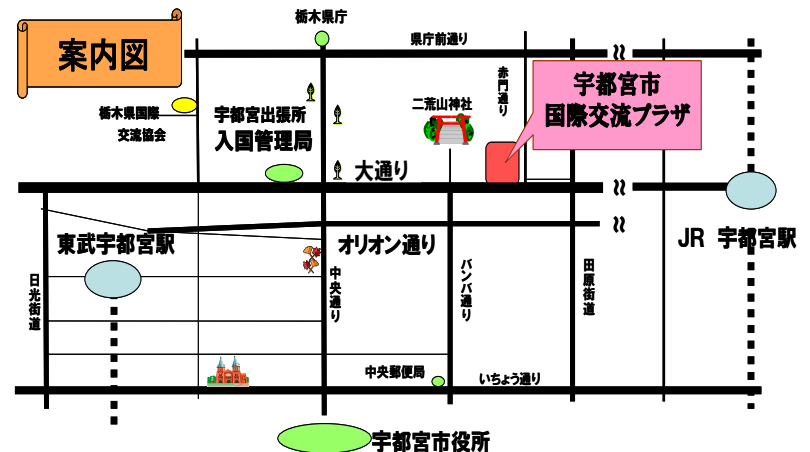 栃木県庁
県庁前通り
案内図
赤門通り
宇都宮市
国際交流プラザ
栃木県国際
交流協会
宇都宮出張所
入国管理局
二荒山神社
大通り
東武宇都宮駅
オリオン通り
JR 宇都宮駅
日光街道
中央通り
バンバ通り
田原街道
中央郵便局
いちょう通り
宇都宮市役所